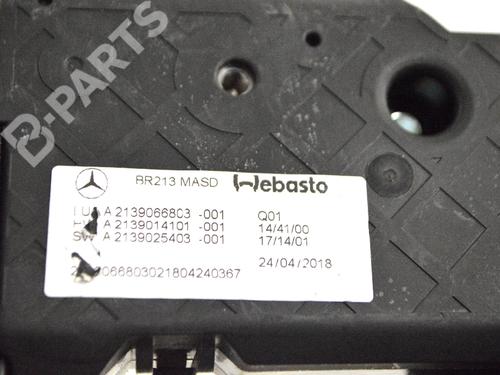 B-PARTS
BR213 MASD Webasto
A 2139066803 -001 Q01
A 2139014101 -001 14/41/00
SW A 2139025403 -001 17/14/01
24/04/2018
066803021804240367